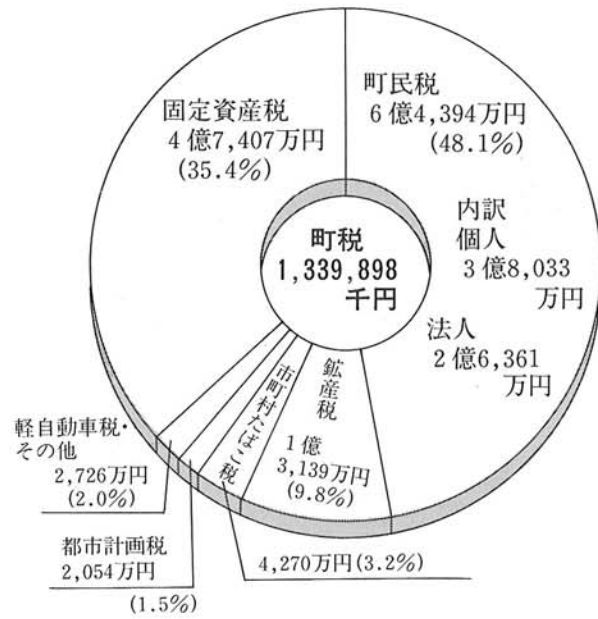 町税
1,339,898
千円
町民税
6億4,394万円
(48.1%)
内訳
個人
3億8,033
万円
法人
2億6,361
万円
鉱産税
1億
3,139万円
(9.8%)
市町村たばこ税
4,270万円(3.2%)
都市計画税
2,054万円
(1.5%)
軽自動車税・
その他
2,726万円
(2.0%)
固定資産税
4億7,407万円
(35.4%)